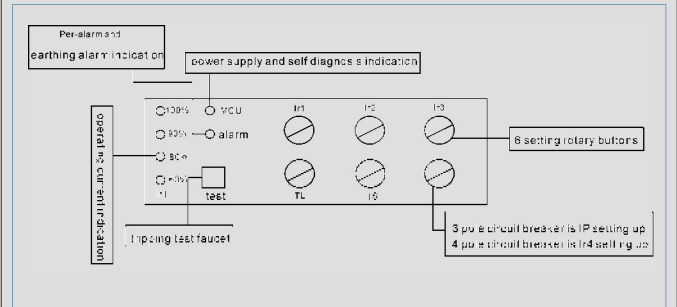 Per-alarm and
earthing alarm indication
power supply and self diagnosis indication
100% MCU Ir1 Ir2 Ir3
90% alarm
operating current indication
6 setting rotary buttons
test TL
tripping test faucet
3 pole circuit breaker is IP setting up
4 pole circuit breaker is Ir4 setting up